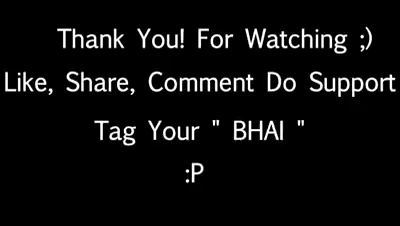 Thank You! For Watching ;)
Like, Share, Comment Do Support
Tag Your " BHAI "
:P